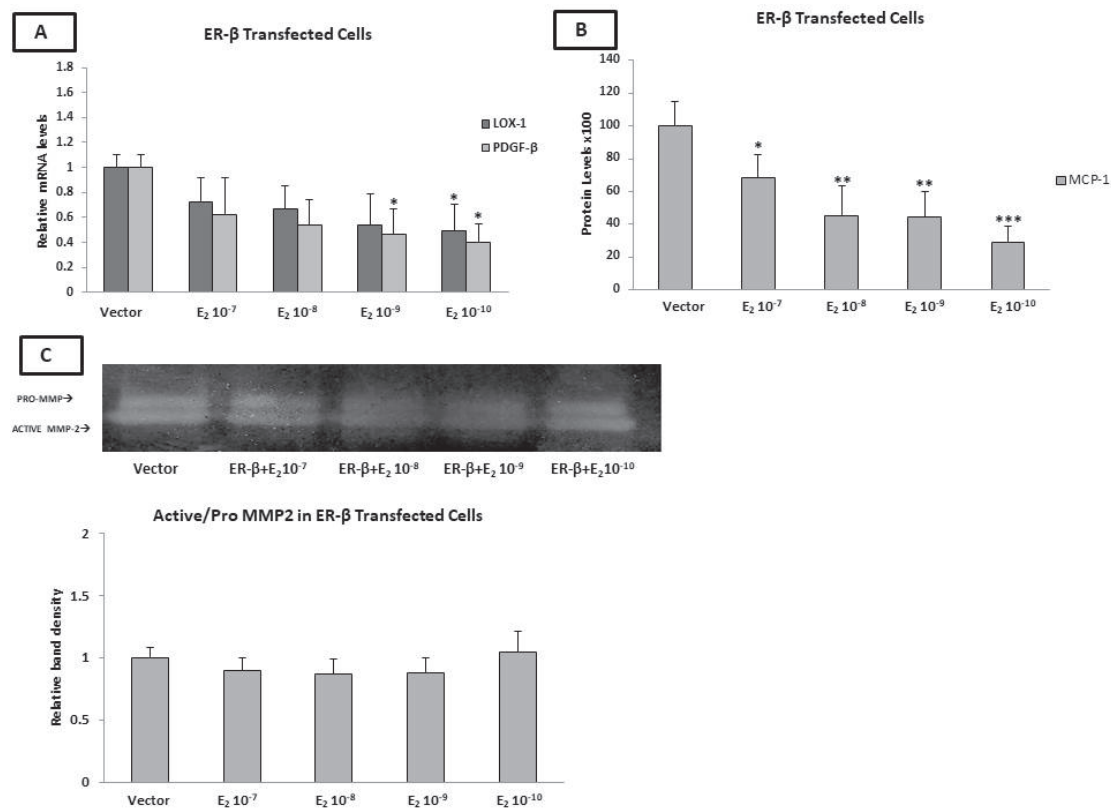 A
ER-β Transfected Cells
1.8
1.6
1.4
1.2
1
0.8
0.6
0.4
0.2
0
Relative mRNA levels
LOX-1
PDGF-β
*
*
*
Vector
E₂ 10⁻⁷
E₂ 10⁻⁸
E₂ 10⁻⁹
E₂ 10⁻¹⁰
B
ER-β Transfected Cells
140
120
100
80
60
40
20
0
Protein Levels x100
*
**
**
***
MCP-1
Vector
E₂ 10⁻⁷
E₂ 10⁻⁸
E₂ 10⁻⁹
E₂ 10⁻¹⁰
C
PRO-MMP→
ACTIVE MMP-2→
Vector
ER-β+E₂10⁻⁷
ER-β+E₂ 10⁻⁸
ER-β+E₂ 10⁻⁹
ER-β+E₂10⁻¹⁰
Active/Pro MMP2 in ER-β Transfected Cells
2
1.5
1
0.5
0
Relative band density
Vector
E₂ 10⁻⁷
E₂ 10⁻⁸
E₂ 10⁻⁹
E₂ 10⁻¹⁰